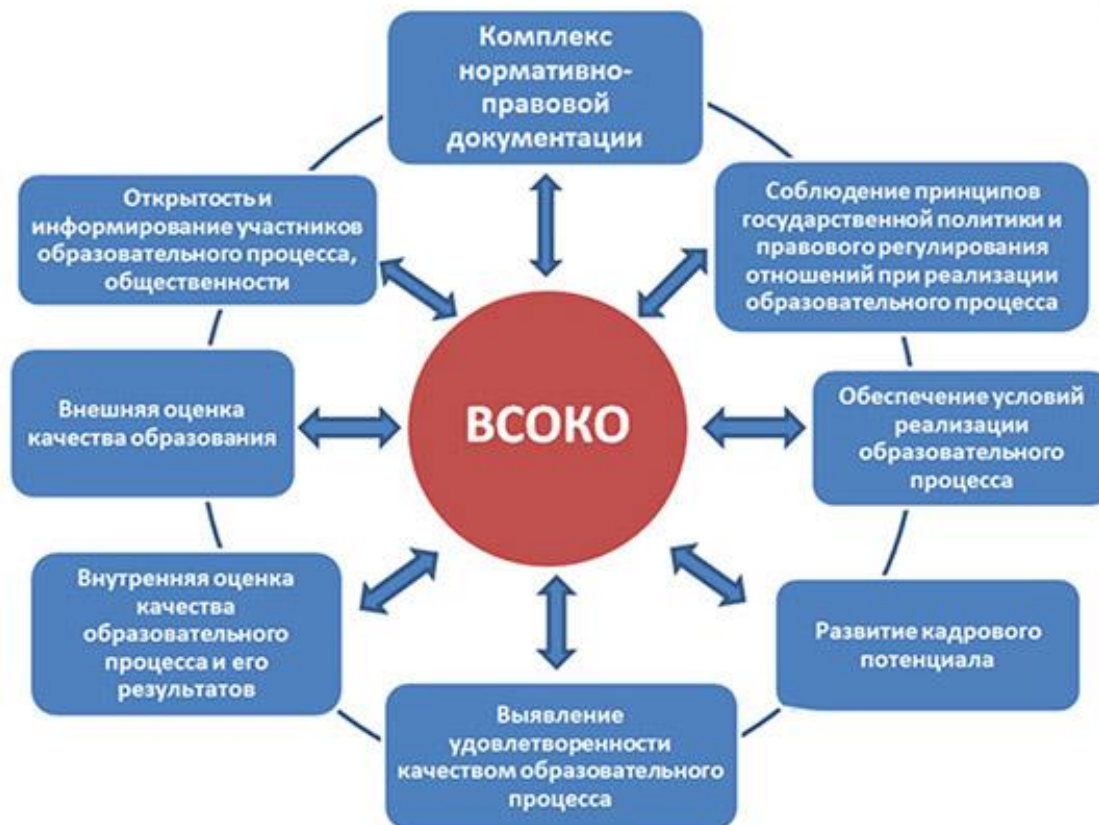 Комплекс
нормативно-
правовой
документации
Открытость и
информирование участников
образовательного процесса,
общественности
Соблюдение принципов
государственной политики и
правового регулирования
отношений при реализации
образовательного процесса
Внешняя оценка
качества образования
ВСОКО
Обеспечение условий
реализации
образовательного
процесса
Внутренняя оценка
качества
образовательного
процесса и его
результатов
Развитие кадрового
потенциала
Выявление
удовлетворенности
качеством образовательного
процесса